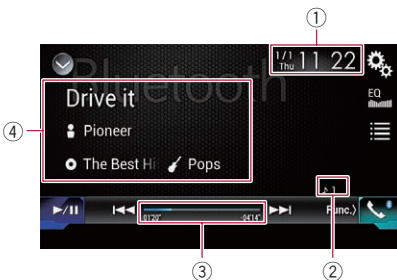 ①
1/1 Thu 11 22
Bluetooth
EQ
④
Drive it
Pioneer
The Best Hi
Pops
♪ 1
01'20"
-04'14"
Func.
③
②